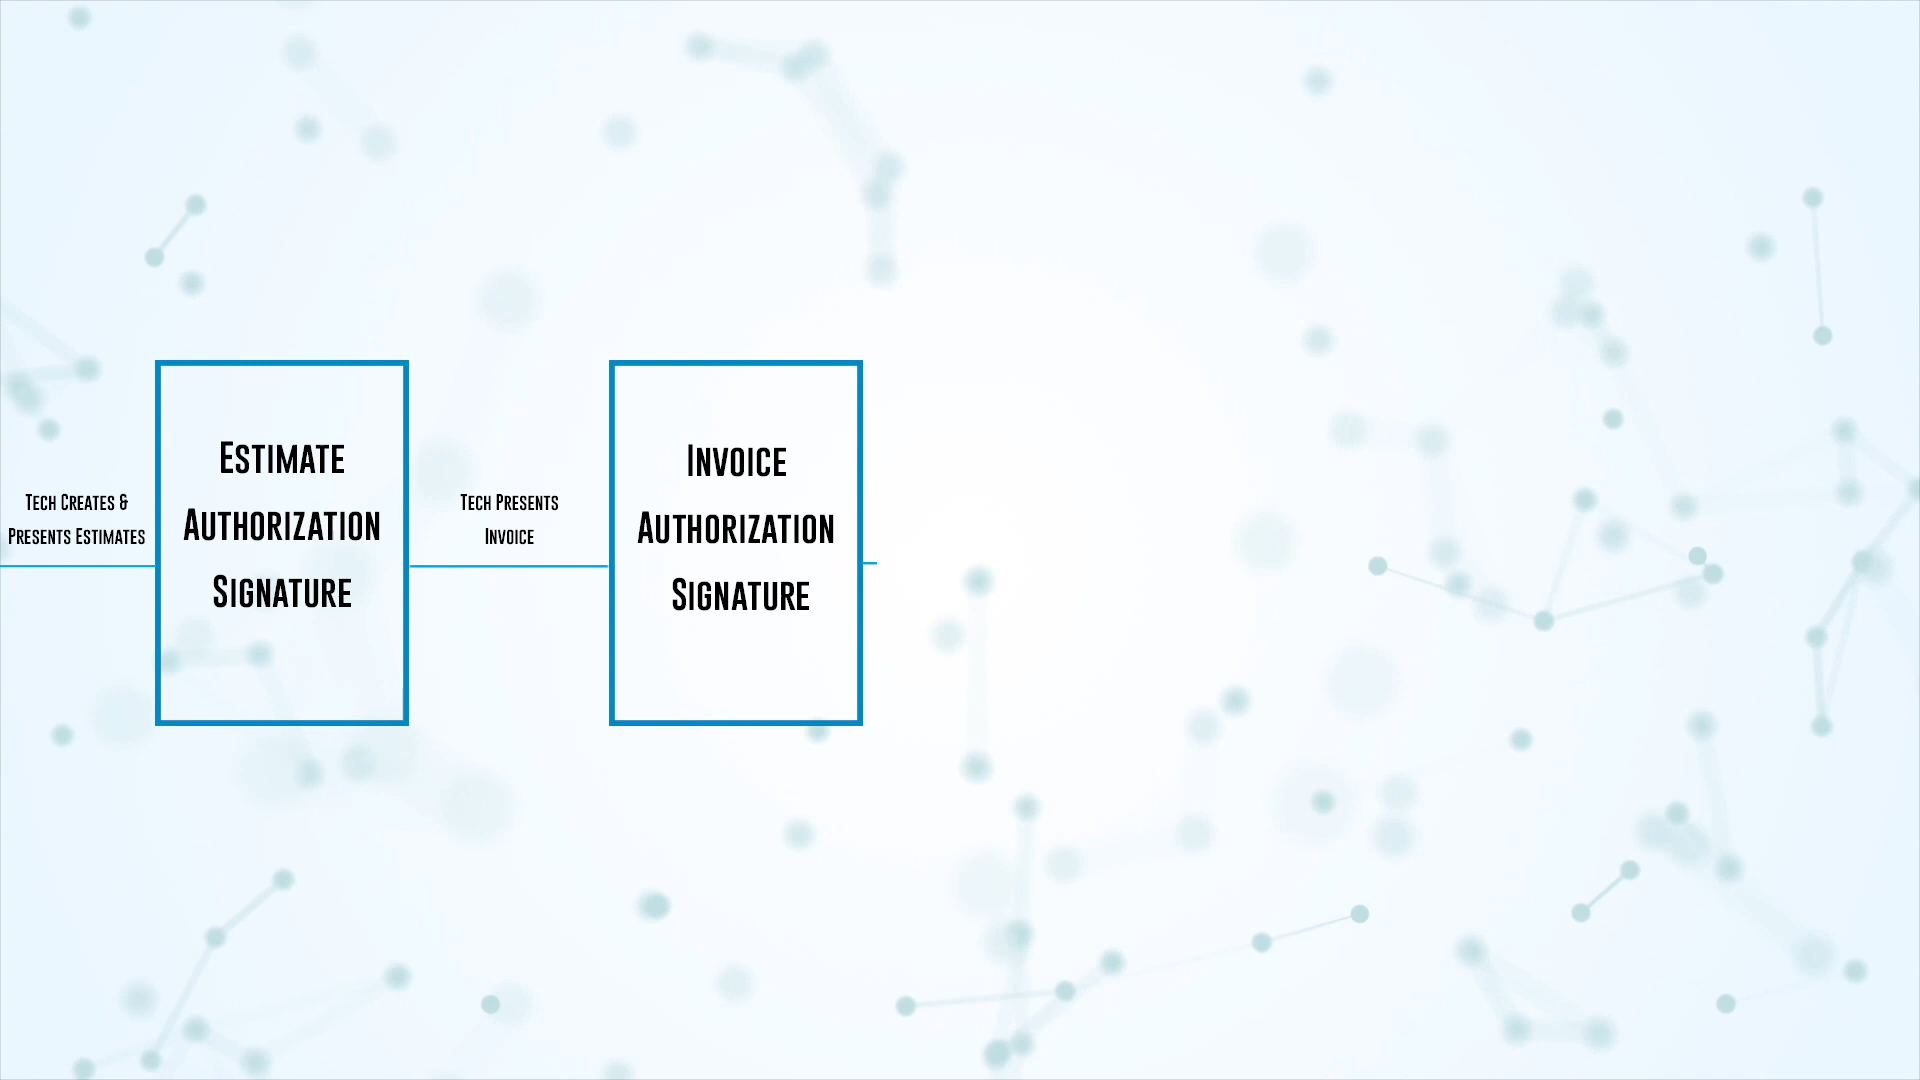 Tech Creates &
Presents Estimates
Estimate
Authorization
Signature
Tech Presents
Invoice
Invoice
Authorization
Signature